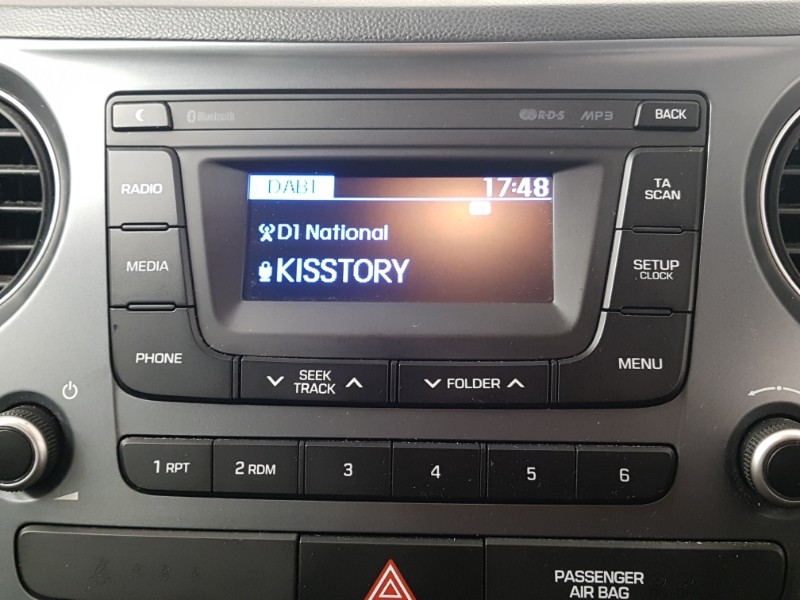 Bluetooth
R·D·S
MP3
BACK
RADIO
DAB1
17:48
TA
SCAN
D1 National
MEDIA
SETUP
CLOCK
KISSTORY
PHONE
SEEK
TRACK
FOLDER
MENU
1 RPT
2 RDM
3
4
5
6
PASSENGER
AIR BAG